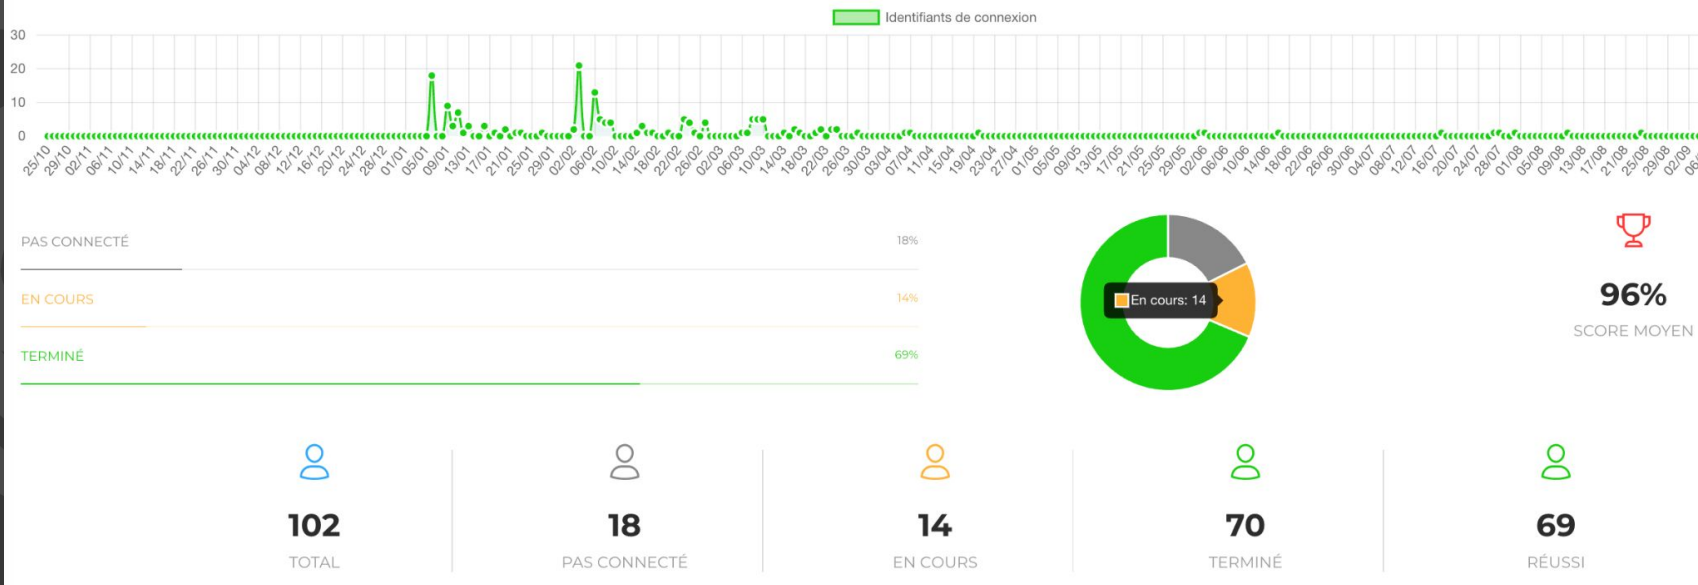 Identifiants de connexion
30
20
10
0
25/10 29/10 02/11 06/11 10/11 14/11 18/11 22/11 26/11 30/11 04/12 08/12 12/12 16/12 20/12 24/12 28/12 01/01 05/01 09/01 13/01 17/01 21/01 25/01 29/01 02/02 06/02 10/02 14/02 18/02 22/02 26/02 02/03 06/03 10/03 14/03 18/03 22/03 26/03 30/03 03/04 07/04 11/04 15/04 19/04 23/04 27/04 01/05 05/05 09/05 13/05 17/05 21/05 25/05 29/05 02/06 06/06 10/06 14/06 18/06 22/06 26/06 30/06 04/07 08/07 12/07 16/07 20/07 24/07 28/07 01/08 05/08 09/08 13/08 17/08 21/08 25/08 29/08 02/09
PAS CONNECTÉ 18%
EN COURS 14%
TERMINÉ 69%
En cours: 14
96%
SCORE MOYEN
102 18 14 70 69
TOTAL PAS CONNECTÉ EN COURS TERMINÉ RÉUSSI